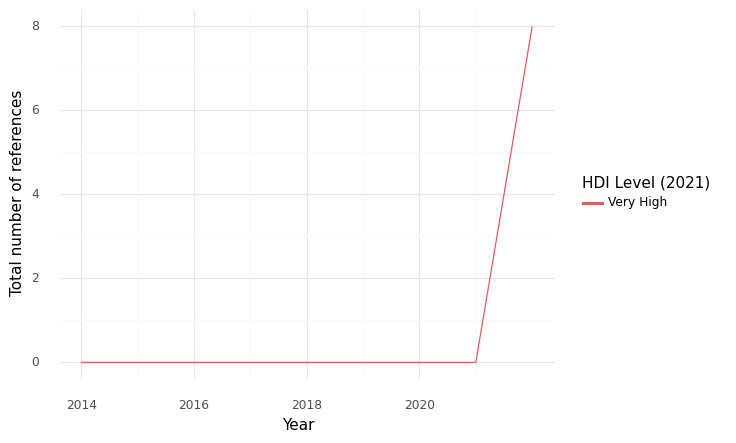 8
6
4
2
0
Total number of references
2014
2016
2018
2020
Year
HDI Level (2021)
Very High